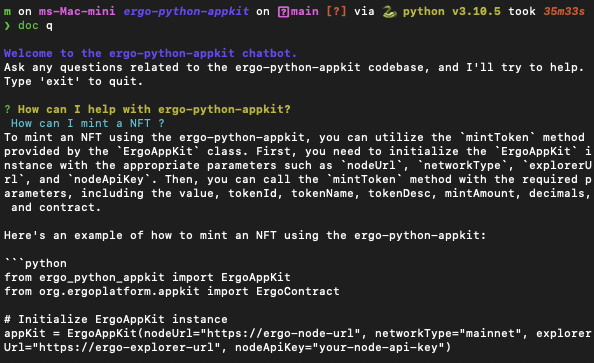 m on ms-Mac-mini ergo-python-appkit on main [?] via 🐍 python v3.10.5 took 35m33s
❯ doc q
Welcome to the ergo-python-appkit chatbot.
Ask any questions related to the ergo-python-appkit codebase, and I'll try to help.
Type 'exit' to quit.
? How can I help with ergo-python-appkit?
How can I mint a NFT ?
To mint an NFT using the ergo-python-appkit, you can utilize the `mintToken` method
provided by the `ErgoAppKit` class. First, you need to initialize the `ErgoAppKit` i
nstance with the appropriate parameters such as `nodeUrl`, `networkType`, `explorerU
rl`, and `nodeApiKey`. Then, you can call the `mintToken` method with the required p
arameters, including the value, tokenId, tokenName, tokenDesc, mintAmount, decimals,
and contract.
Here's an example of how to mint an NFT using the ergo-python-appkit:
```python
from ergo_python_appkit import ErgoAppKit
from org.ergoplatform.appkit import ErgoContract
# Initialize ErgoAppKit instance
appKit = ErgoAppKit(nodeUrl="https://ergo-node-url", networkType="mainnet", explorer
Url="https://ergo-explorer-url", nodeApiKey="your-node-api-key")